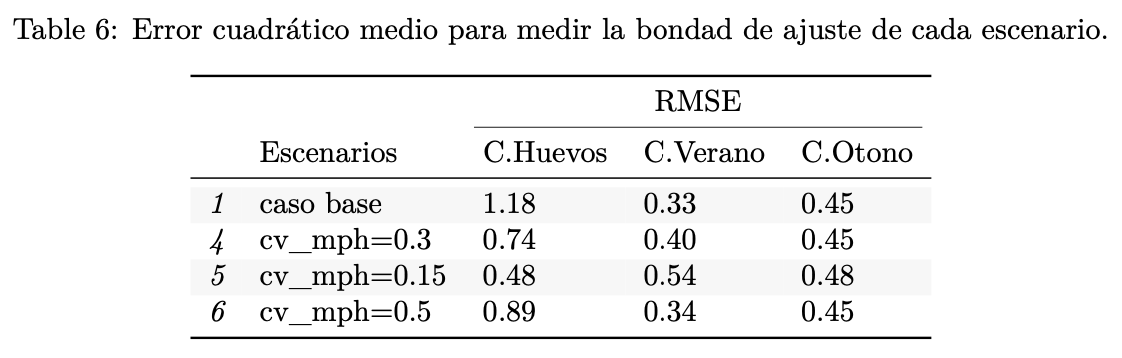 Table 6: Error cuadrático medio para medir la bondad de ajuste de cada escenario.
RMSE
Escenarios C.Huevos C.Verano C.Otono
1 caso base 1.18 0.33 0.45
4 cv_mph=0.3 0.74 0.40 0.45
5 cv_mph=0.15 0.48 0.54 0.48
6 cv_mph=0.5 0.89 0.34 0.45